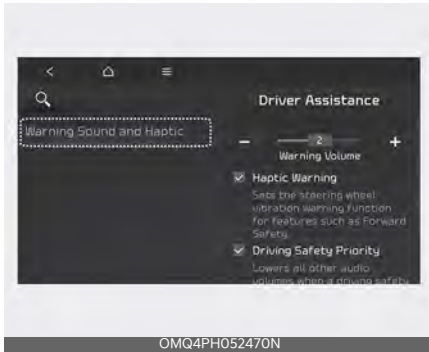 Driver Assistance
Warning Sound and Haptic
2
Warning Volume
Haptic Warning
Sets the steering wheel
vibration warning function
for features such as Forward
Safety.
Driving Safety Priority
Lowers all other audio
volumes when a driving safety
OMQ4PH052470N